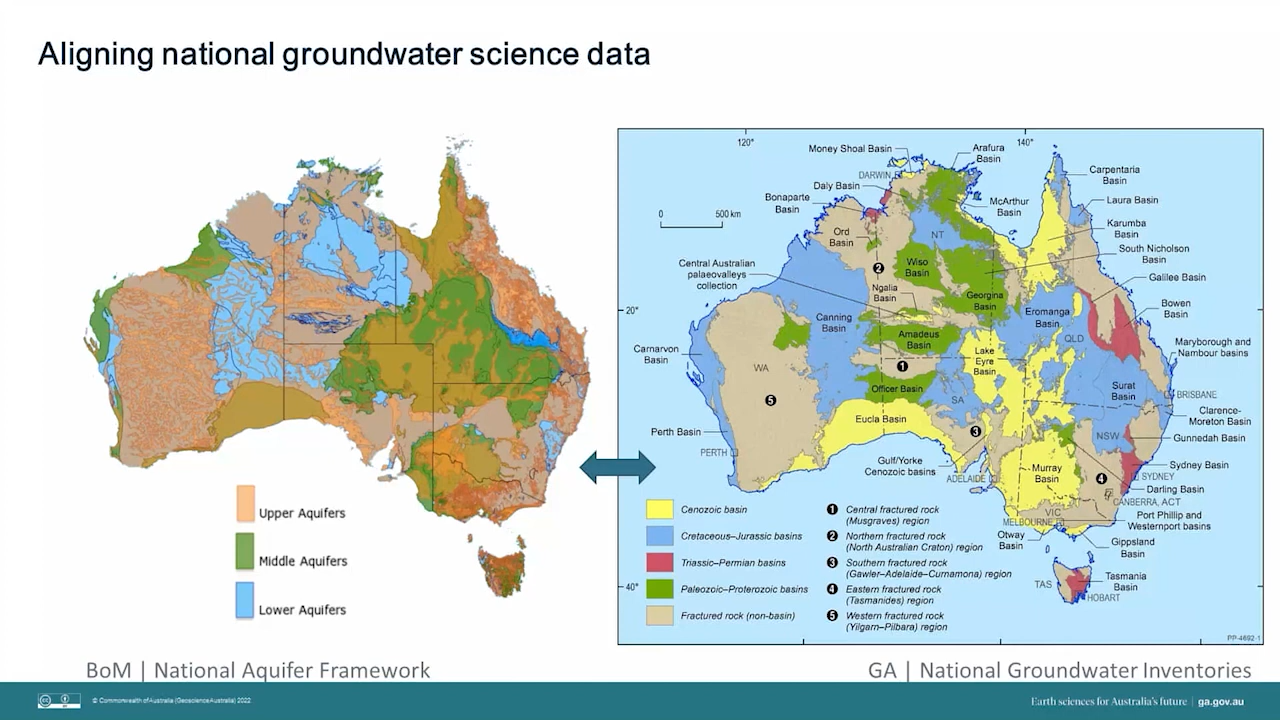 Aligning national groundwater science data
Upper Aquifers
Middle Aquifers
Lower Aquifers
BoM | National Aquifer Framework
120°
140°
20°
40°
0
500 km
Money Shoal Basin
Arafura
Basin
DARWIN
Daly Basin
Bonaparte
Basin
Ord
Basin
Carpentaria
Basin
McArthur
Basin
Laura Basin
Karumba
Basin
South Nicholson
Basin
NT
Wiso
Basin
Central Australian
palaeovalleys
collection
2
Ngalia
Basin
Georgina
Basin
Galilee Basin
Bowen
Basin
Canning
Basin
Eromanga
Basin
Amadeus
Basin
QLD
Maryborough and
Nambour basins
Carnarvon
Basin
WA
1
Lake
Eyre
Basin
Officer Basin
SA
Surat
Basin
BRISBANE
5
Eucla Basin
3
Clarence-
Moreton Basin
Perth Basin
NSW
Gunnedah Basin
PERTH
Gulf/Yorke
Cenozoic basins
ADELAIDE
Murray
Basin
4
Sydney Basin
SYDNEY
Darling Basin
CANBERRA, ACT
VIC
MELBOURNE
Port Phillip and
Westernport basins
Otway
Basin
Gippsland
Basin
TAS
Tasmania
Basin
HOBART
Cenozoic basin
Cretaceous–Jurassic basins
Triassic–Permian basins
Paleozoic–Proterozoic basins
Fractured rock (non-basin)
1 Central fractured rock
(Musgraves) region
2 Northern fractured rock
(North Australian Craton) region
3 Southern fractured rock
(Gawler–Adelaide–Curnamona) region
4 Eastern fractured rock
(Tasmanides) region
5 Western fractured rock
(Yilgarn–Pilbara) region
PP-4692-1
GA | National Groundwater Inventories
cc
BY
© Commonwealth of Australia (Geoscience Australia) 2022
Earth sciences for Australia's future | ga.gov.au